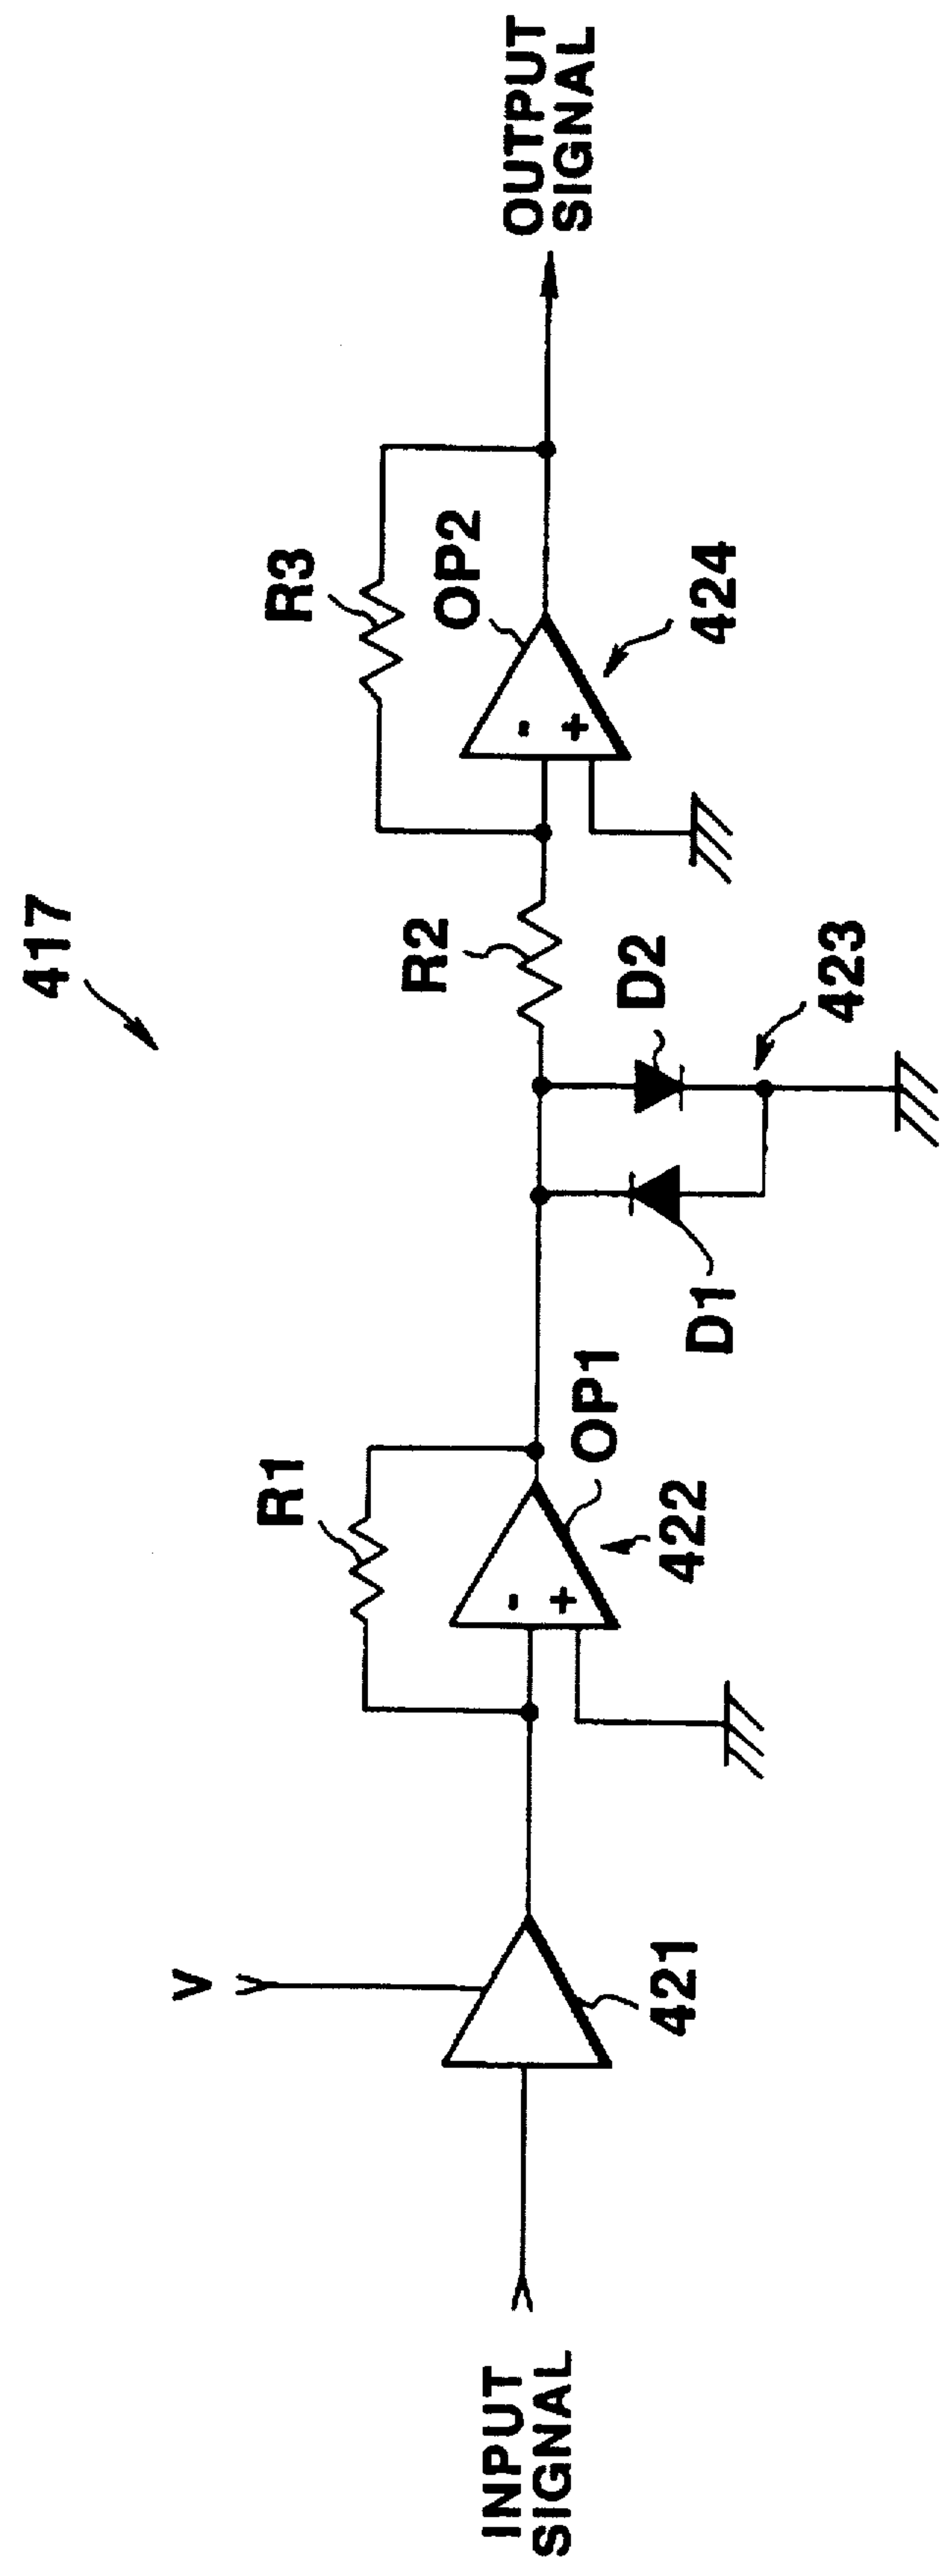 417
INPUT
SIGNAL
V
421
R1
-
+
OP1
422
D1
D2
423
R2
R3
-
+
OP2
424
OUTPUT
SIGNAL